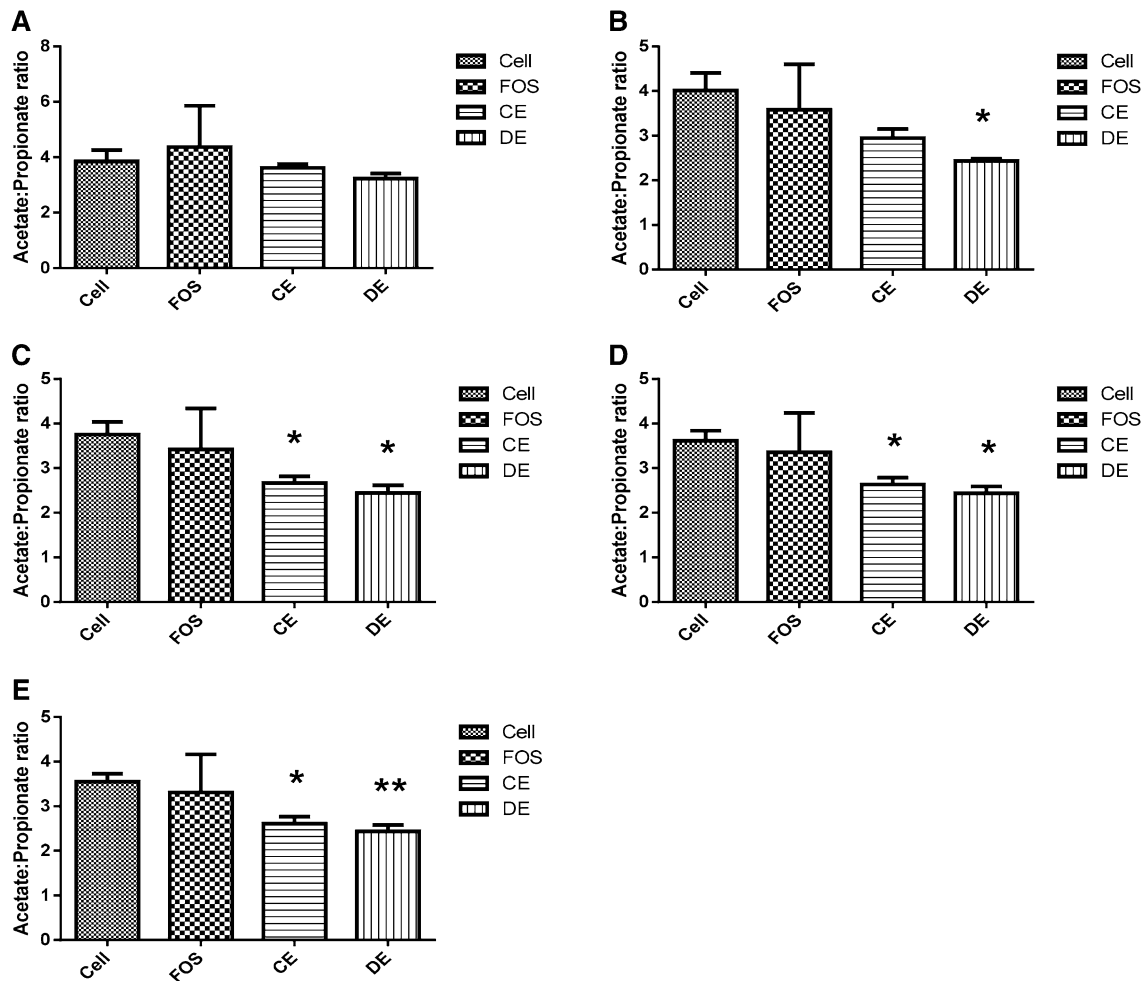 A
Acetate:Propionate ratio
8
6
4
2
0
Cell
FOS
CE
DE
Cell
FOS
CE
DE
B
Acetate:Propionate ratio
5
4
3
2
1
0
*
Cell
FOS
CE
DE
Cell
FOS
CE
DE
C
Acetate:Propionate ratio
5
4
3
2
1
0
*
*
Cell
FOS
CE
DE
Cell
FOS
CE
DE
D
Acetate:Propionate ratio
5
4
3
2
1
0
*
*
Cell
FOS
CE
DE
Cell
FOS
CE
DE
E
Acetate:Propionate ratio
5
4
3
2
1
0
*
**
Cell
FOS
CE
DE
Cell
FOS
CE
DE